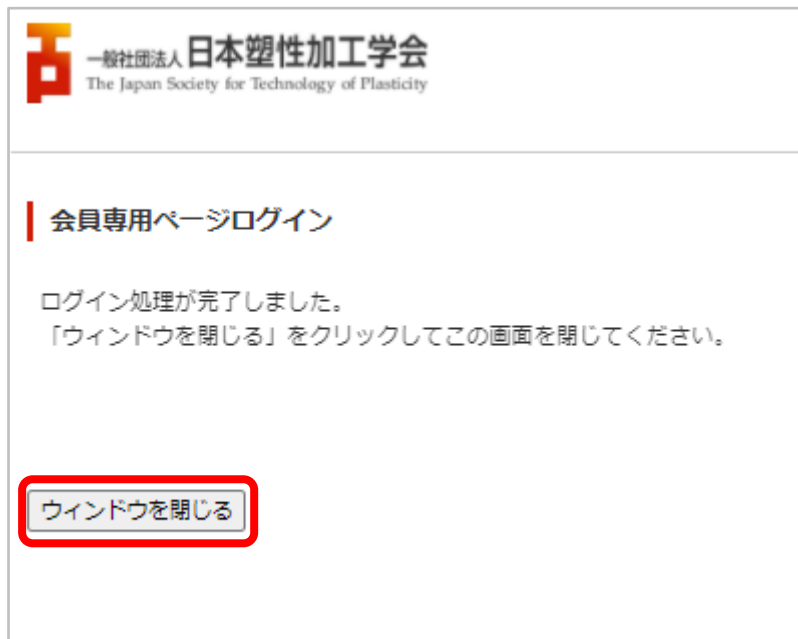 一般社団法人日本塑性加工学会
The Japan Society for Technology of Plasticity
会員専用ページログイン
ログイン処理が完了しました。
「ウィンドウを閉じる」をクリックしてこの画面を閉じてください。
ウィンドウを閉じる